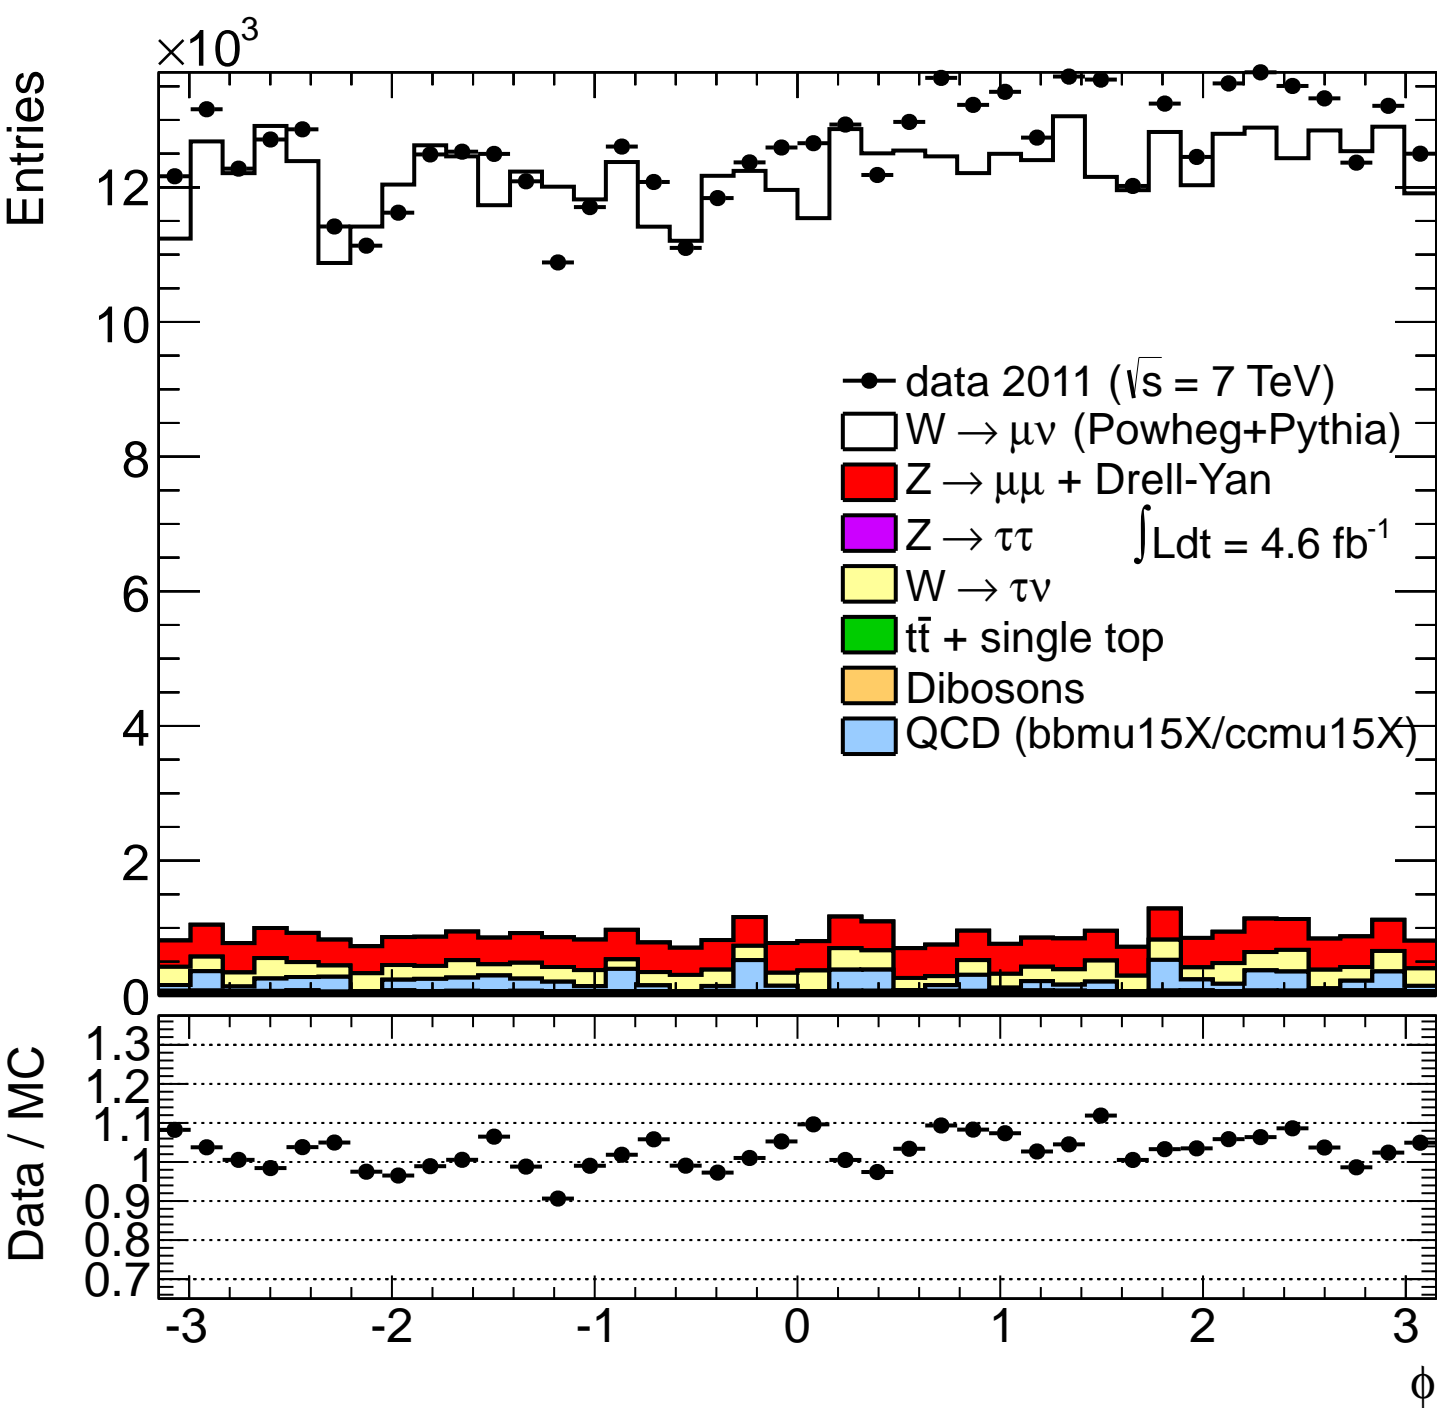 ×10³
Entries
12
10
8
6
4
2
0
data 2011 (√s = 7 TeV)
W → μν (Powheg+Pythia)
Z → μμ + Drell-Yan
Z → ττ
∫Ldt = 4.6 fb⁻¹
W → τν
tt̄ + single top
Dibosons
QCD (bbmu15X/ccmu15X)
Data / MC
1.3
1.2
1.1
1
0.9
0.8
0.7
-3 -2 -1 0 1 2 3
ϕ